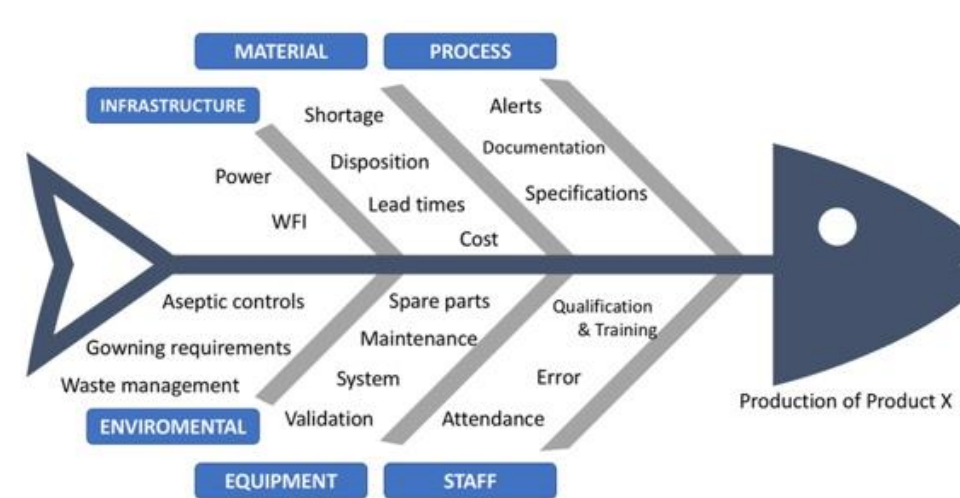 MATERIAL
PROCESS
INFRASTRUCTURE
Shortage
Alerts
Disposition
Documentation
Power
Lead times
Specifications
WFI
Cost
Aseptic controls
Spare parts
Qualification
& Training
Gowning requirements
Maintenance
Waste management
System
Error
Validation
Attendance
Production of Product X
ENVIROMENTAL
EQUIPMENT
STAFF